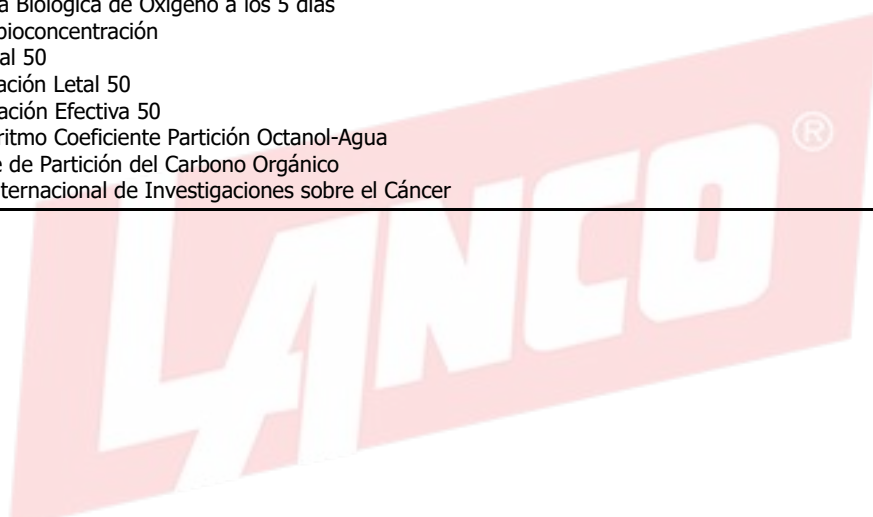 a Biológica de Oxígeno a los 5 días
bioconcentración
al 50
ación Letal 50
ación Efectiva 50
ritmo Coeficiente Partición Octanol-Agua
e de Partición del Carbono Orgánico
nternacional de Investigaciones sobre el Cáncer
LANCO
®